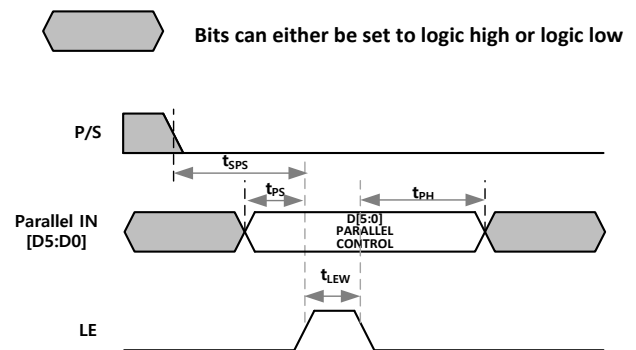 Bits can either be set to logic high or logic low
P/S
tSPS
tPS
tPH
Parallel IN
[D5:D0]
D[5:0]
PARALLEL
CONTROL
tLEW
LE